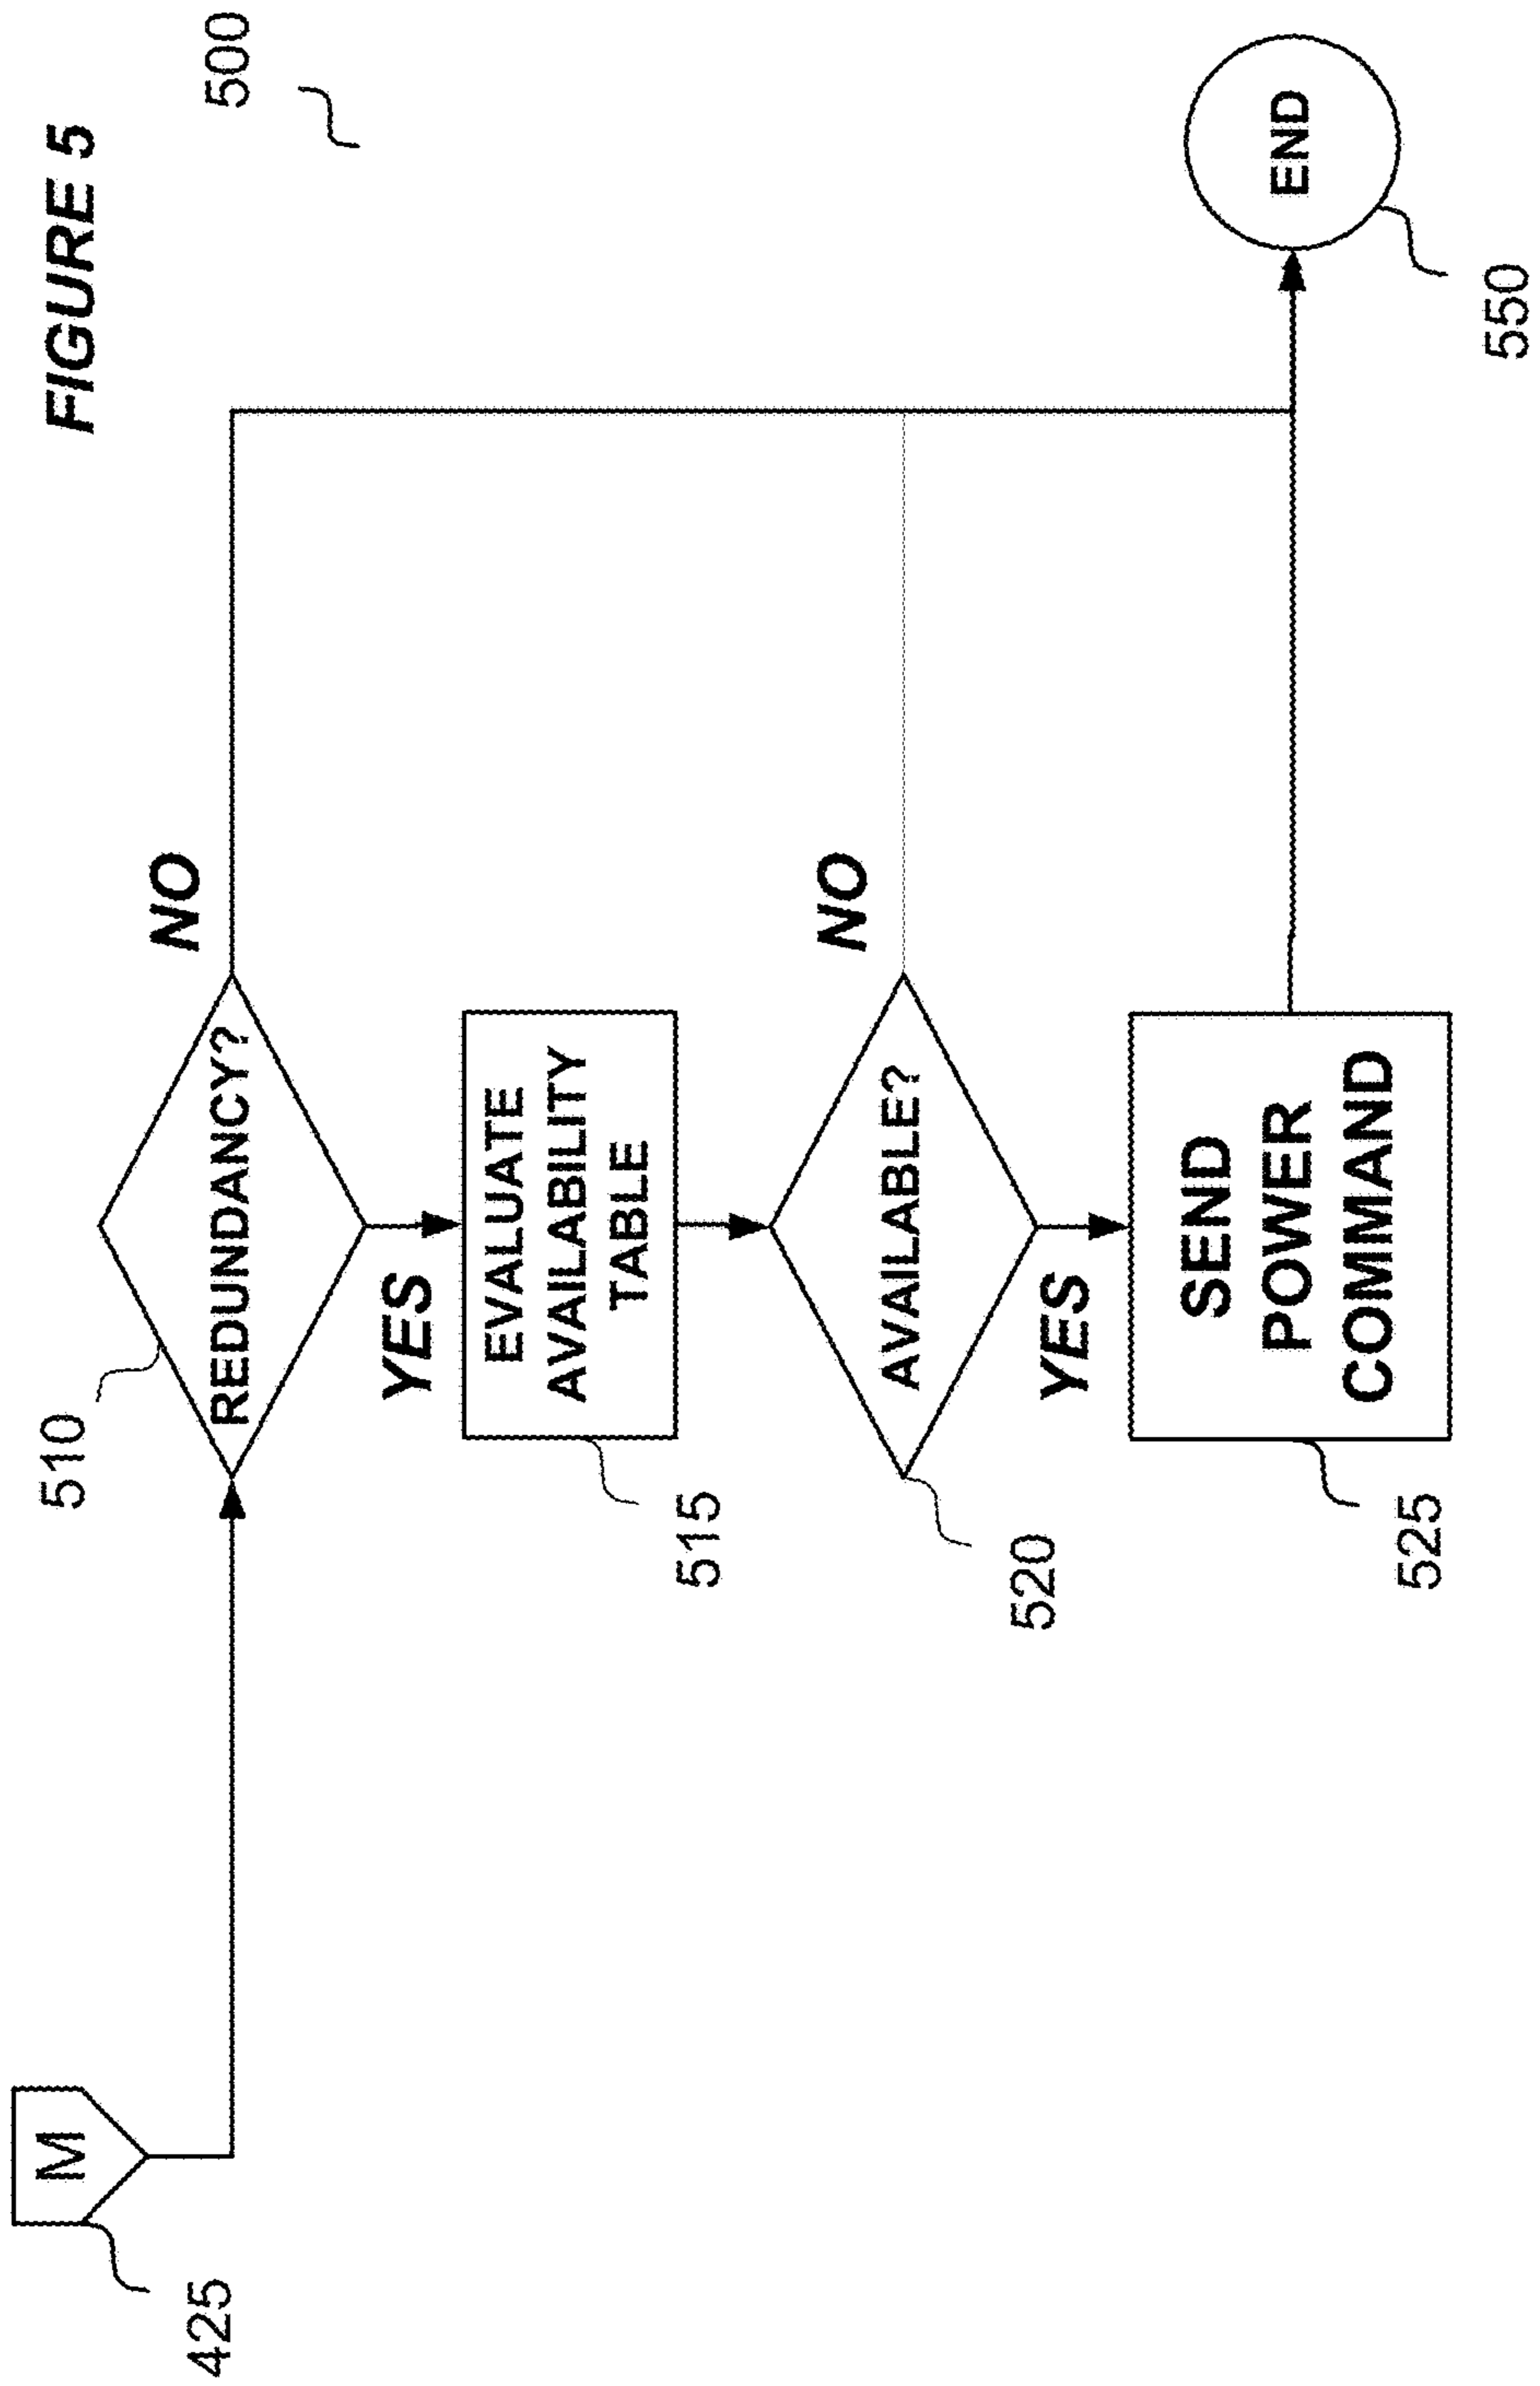 FIGURE 5
500
M
425
510
REDUNDANCY?
NO
YES
EVALUATE
AVAILABILITY
TABLE
515
AVAILABLE?
NO
520
YES
SEND
POWER
COMMAND
525
END
550